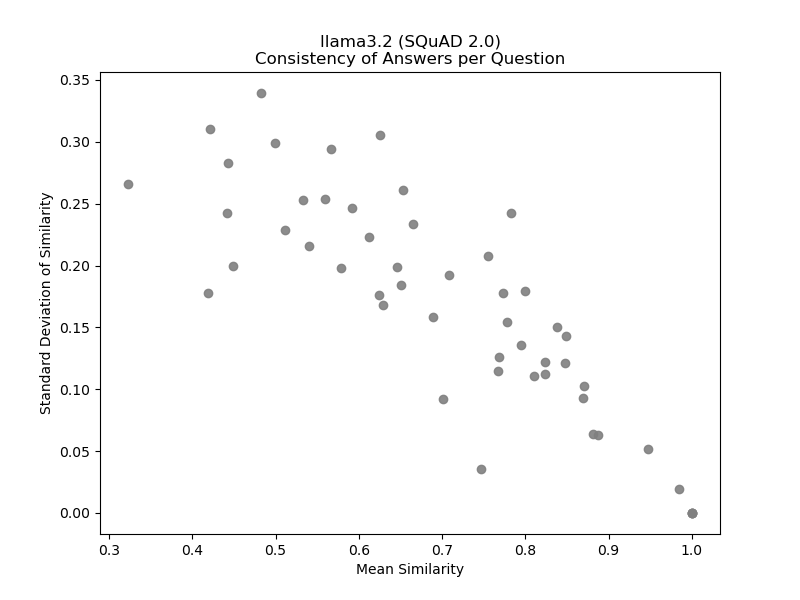 llama3.2 (SQuAD 2.0)
Consistency of Answers per Question
0.35
0.30
0.25
0.20
0.15
0.10
0.05
0.00
Standard Deviation of Similarity
0.3 0.4 0.5 0.6 0.7 0.8 0.9 1.0
Mean Similarity